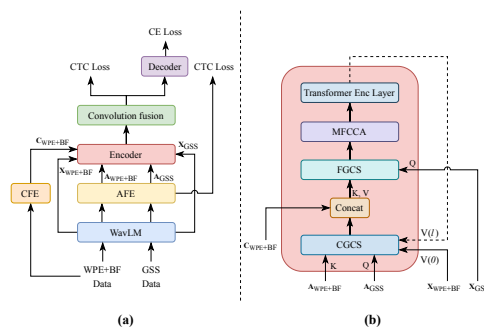 CE Loss
CTC Loss
Decoder
CTC Loss
Convolution fusion
C_WPE+BF
X_GSS
Encoder
X_WPE+BF
A_WPE+BF
A_GSS
CFE
AFE
WavLM
WPE+BF
Data
GSS
Data
(a)
Transformer Enc Layer
MFCCA
FGCS
Q
K, V
Concat
C_WPE+BF
CGCS
V(l)
V(0)
K
Q
A_WPE+BF
A_GSS
X_WPE+BF
X_GS
(b)